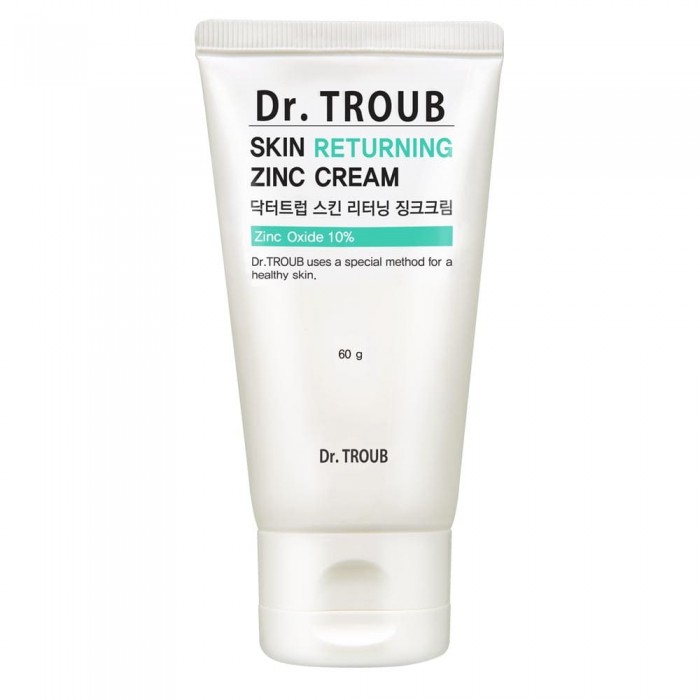 Dr. TROUB
SKIN RETURNING
ZINC CREAM
닥터트럽 스킨 리터닝 징크크림
Zinc Oxide 10%
Dr.TROUB uses a special method for a
healthy skin.
60 g
Dr. TROUB